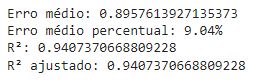 Erro médio: 0.8957613927135373
Erro médio percentual: 9.04%
R²: 0.9407370668809228
R² ajustado: 0.9407370668809228